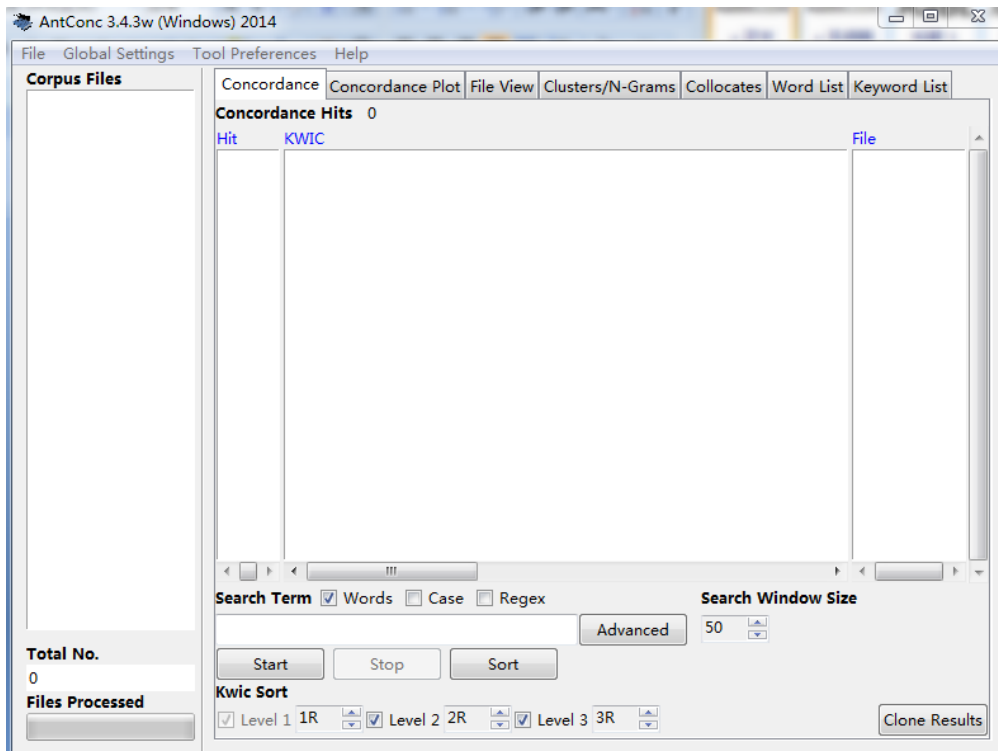 AntConc 3.4.3w (Windows) 2014
File Global Settings Tool Preferences Help
Corpus Files
Concordance Concordance Plot File View Clusters/N-Grams Collocates Word List Keyword List
Concordance Hits 0
Hit KWIC File
Search Term Words Case Regex Search Window Size
Advanced 50
Total No.
0
Start Stop Sort
Files Processed
Kwic Sort
Level 1 1R Level 2 2R Level 3 3R Clone Results